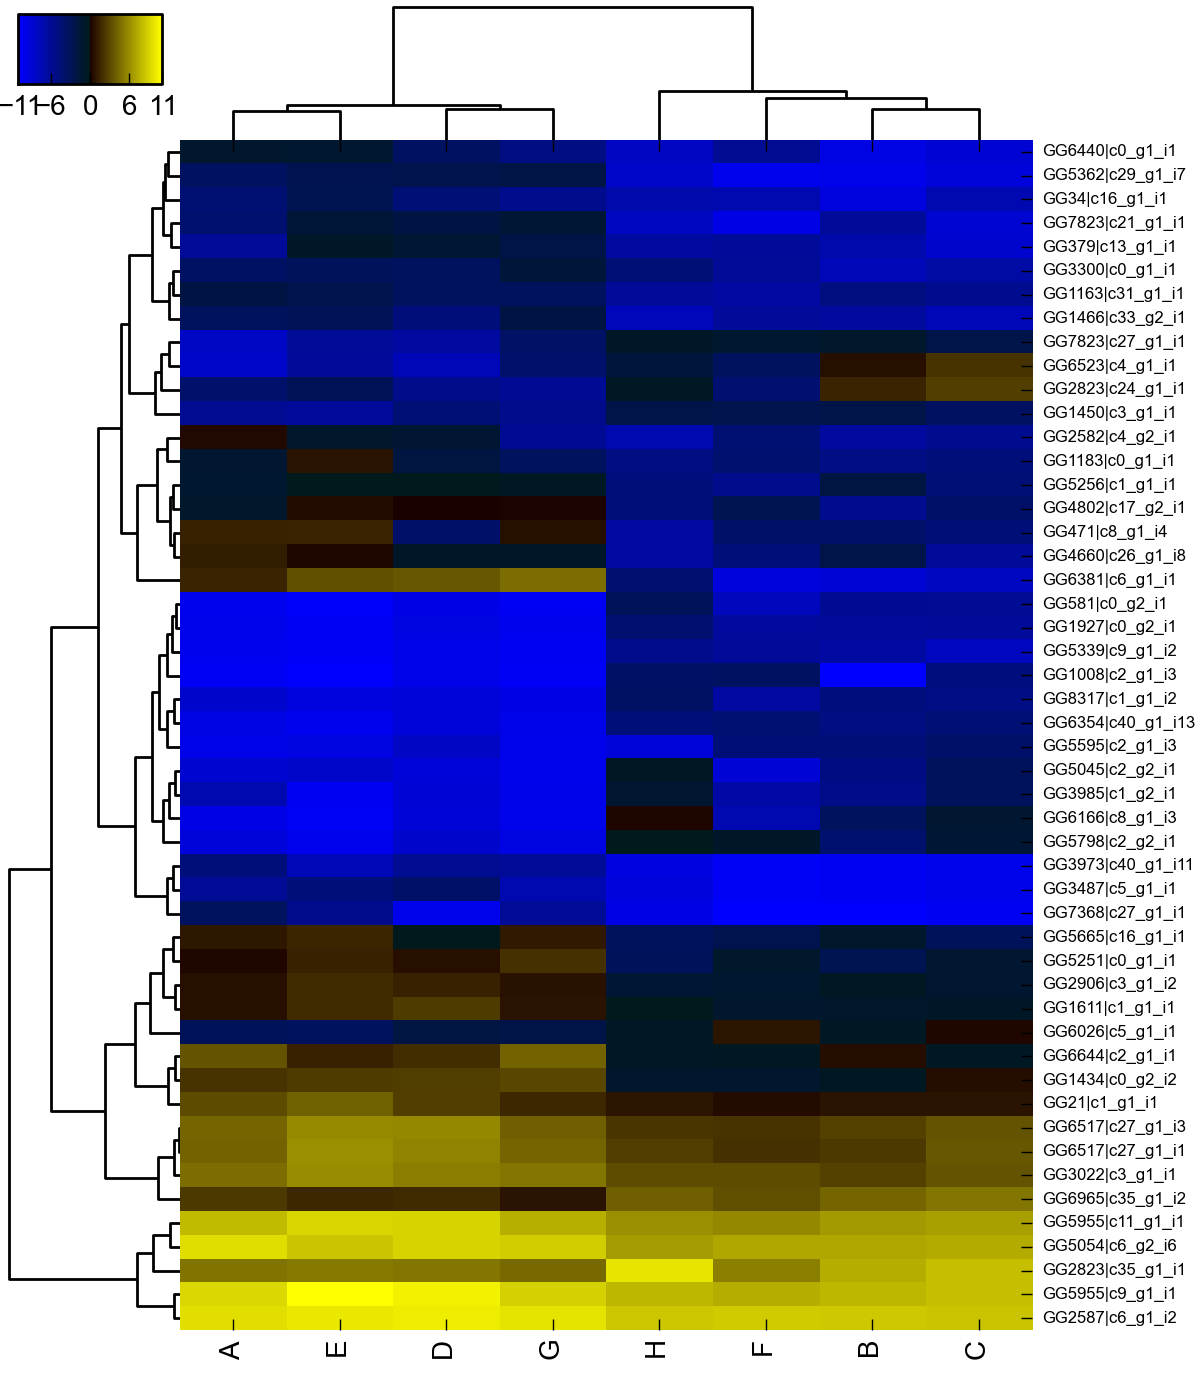 −11 −6 0 6 11
GG6440|c0_g1_i1
GG5362|c29_g1_i7
GG34|c16_g1_i1
GG7823|c21_g1_i1
GG379|c13_g1_i1
GG3300|c0_g1_i1
GG1163|c31_g1_i1
GG1466|c33_g2_i1
GG7823|c27_g1_i1
GG6523|c4_g1_i1
GG2823|c24_g1_i1
GG1450|c3_g1_i1
GG2582|c4_g2_i1
GG1183|c0_g1_i1
GG5256|c1_g1_i1
GG4802|c17_g2_i1
GG471|c8_g1_i4
GG4660|c26_g1_i8
GG6381|c6_g1_i1
GG581|c0_g2_i1
GG1927|c0_g2_i1
GG5339|c9_g1_i2
GG1008|c2_g1_i3
GG8317|c1_g1_i2
GG6354|c40_g1_i13
GG5595|c2_g1_i3
GG5045|c2_g2_i1
GG3985|c1_g2_i1
GG6166|c8_g1_i3
GG5798|c2_g2_i1
GG3973|c40_g1_i11
GG3487|c5_g1_i1
GG7368|c27_g1_i1
GG5665|c16_g1_i1
GG5251|c0_g1_i1
GG2906|c3_g1_i2
GG1611|c1_g1_i1
GG6026|c5_g1_i1
GG6644|c2_g1_i1
GG1434|c0_g2_i2
GG21|c1_g1_i1
GG6517|c27_g1_i3
GG6517|c27_g1_i1
GG3022|c3_g1_i1
GG6965|c35_g1_i2
GG5955|c11_g1_i1
GG5054|c6_g2_i6
GG2823|c35_g1_i1
GG5955|c9_g1_i1
GG2587|c6_g1_i2
A E D G H F B C